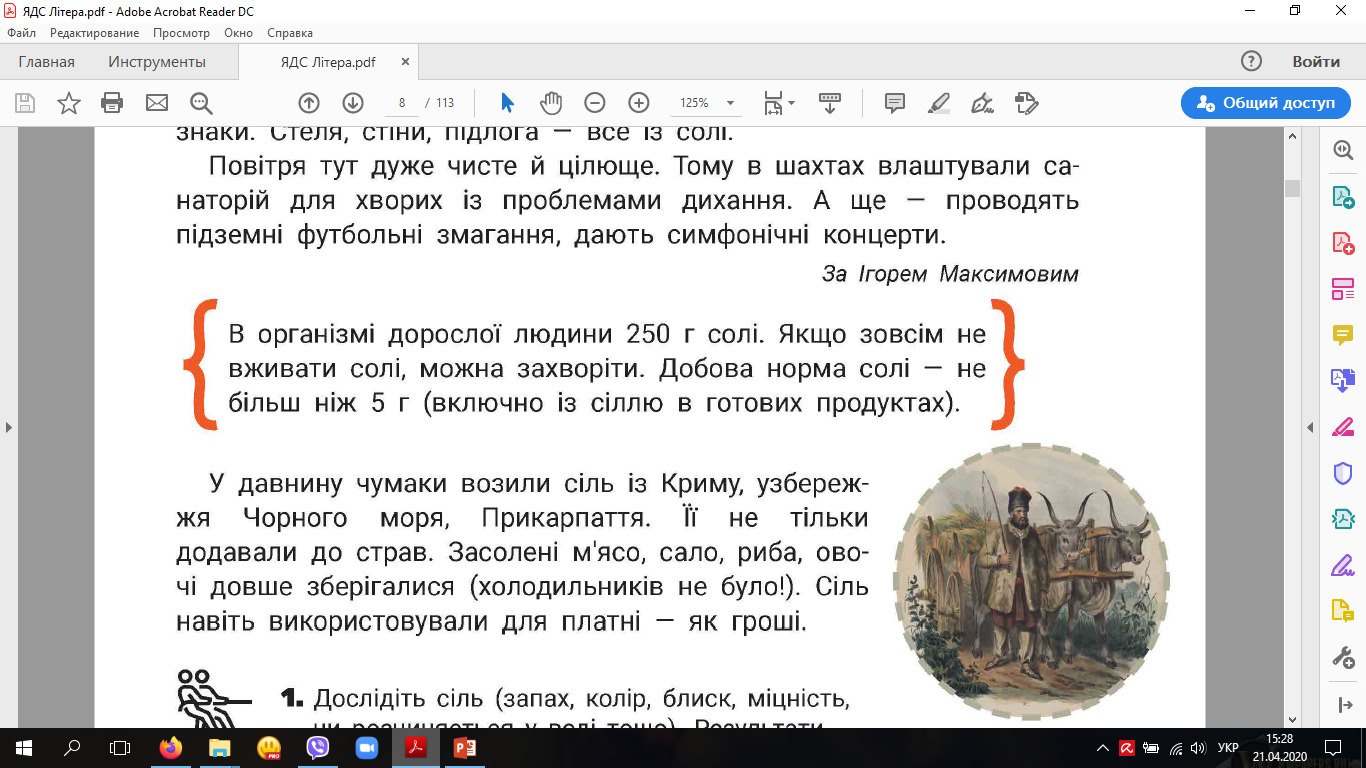 ЯДС Літера.pdf - Adobe Acrobat Reader DC
Файл Редактирование Просмотр Окно Справка
Главная Инструменты ЯДС Літера.pdf × Войти
8 / 113 125% Общий доступ
знаки. Стеля, стіни, підлога — все із солі.
Повітря тут дуже чисте й цілюще. Тому в шахтах влаштували са-
наторій для хворих із проблемами дихання. А ще — проводять
підземні футбольні змагання, дають симфонічні концерти.
За Ігорем Максимовим
В організмі дорослої людини 250 г солі. Якщо зовсім не
вживати солі, можна захворіти. Добова норма солі — не
більш ніж 5 г (включно із сіллю в готових продуктах).
У давнину чумаки возили сіль із Криму, узбереж-
жя Чорного моря, Прикарпаття. Її не тільки
додавали до страв. Засолені м'ясо, сало, риба, ово-
чі довше зберігалися (холодильників не було!). Сіль
навіть використовували для платні — як гроші.
1. Дослідіть сіль (запах, колір, блиск, міцність,
чи розчиняється у воді тощо). Результати
PRO
УКР
15:28
21.04.2020